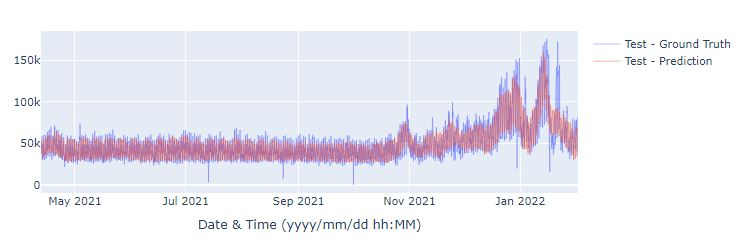 Test - Ground Truth
Test - Prediction
150k
100k
50k
0
May 2021
Jul 2021
Sep 2021
Nov 2021
Jan 2022
Date & Time (yyyy/mm/dd hh:MM)